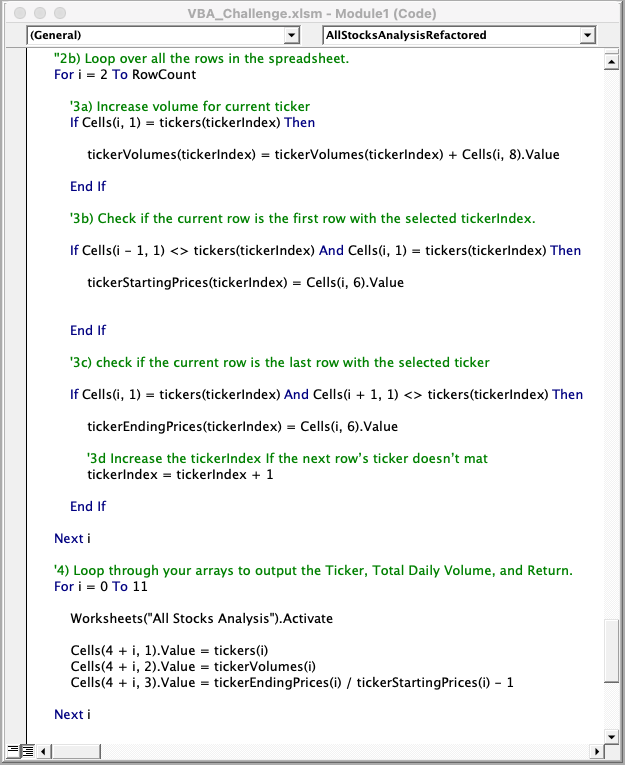 VBA_Challenge.xlsm - Module1 (Code)
(General) AllStocksAnalysisRefactored
"2b) Loop over all the rows in the spreadsheet.
For i = 2 To RowCount
'3a) Increase volume for current ticker
If Cells(i, 1) = tickers(tickerIndex) Then
tickerVolumes(tickerIndex) = tickerVolumes(tickerIndex) + Cells(i, 8).Value
End If
'3b) Check if the current row is the first row with the selected tickerIndex.
If Cells(i - 1, 1) <> tickers(tickerIndex) And Cells(i, 1) = tickers(tickerIndex) Then
tickerStartingPrices(tickerIndex) = Cells(i, 6).Value
End If
'3c) check if the current row is the last row with the selected ticker
If Cells(i, 1) = tickers(tickerIndex) And Cells(i + 1, 1) <> tickers(tickerIndex) Then
tickerEndingPrices(tickerIndex) = Cells(i, 6).Value
'3d Increase the tickerIndex If the next row's ticker doesn't mat
tickerIndex = tickerIndex + 1
End If
Next i
'4) Loop through your arrays to output the Ticker, Total Daily Volume, and Return.
For i = 0 To 11
Worksheets("All Stocks Analysis").Activate
Cells(4 + i, 1).Value = tickers(i)
Cells(4 + i, 2).Value = tickerVolumes(i)
Cells(4 + i, 3).Value = tickerEndingPrices(i) / tickerStartingPrices(i) - 1
Next i